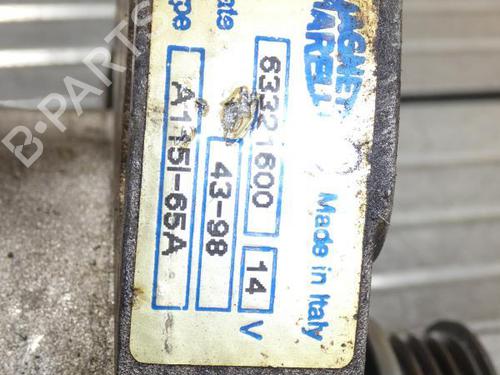 MAGNETI
MARELLI
Made in Italy
63321600
14 V
43-98
A115I-65A
B-PARTS